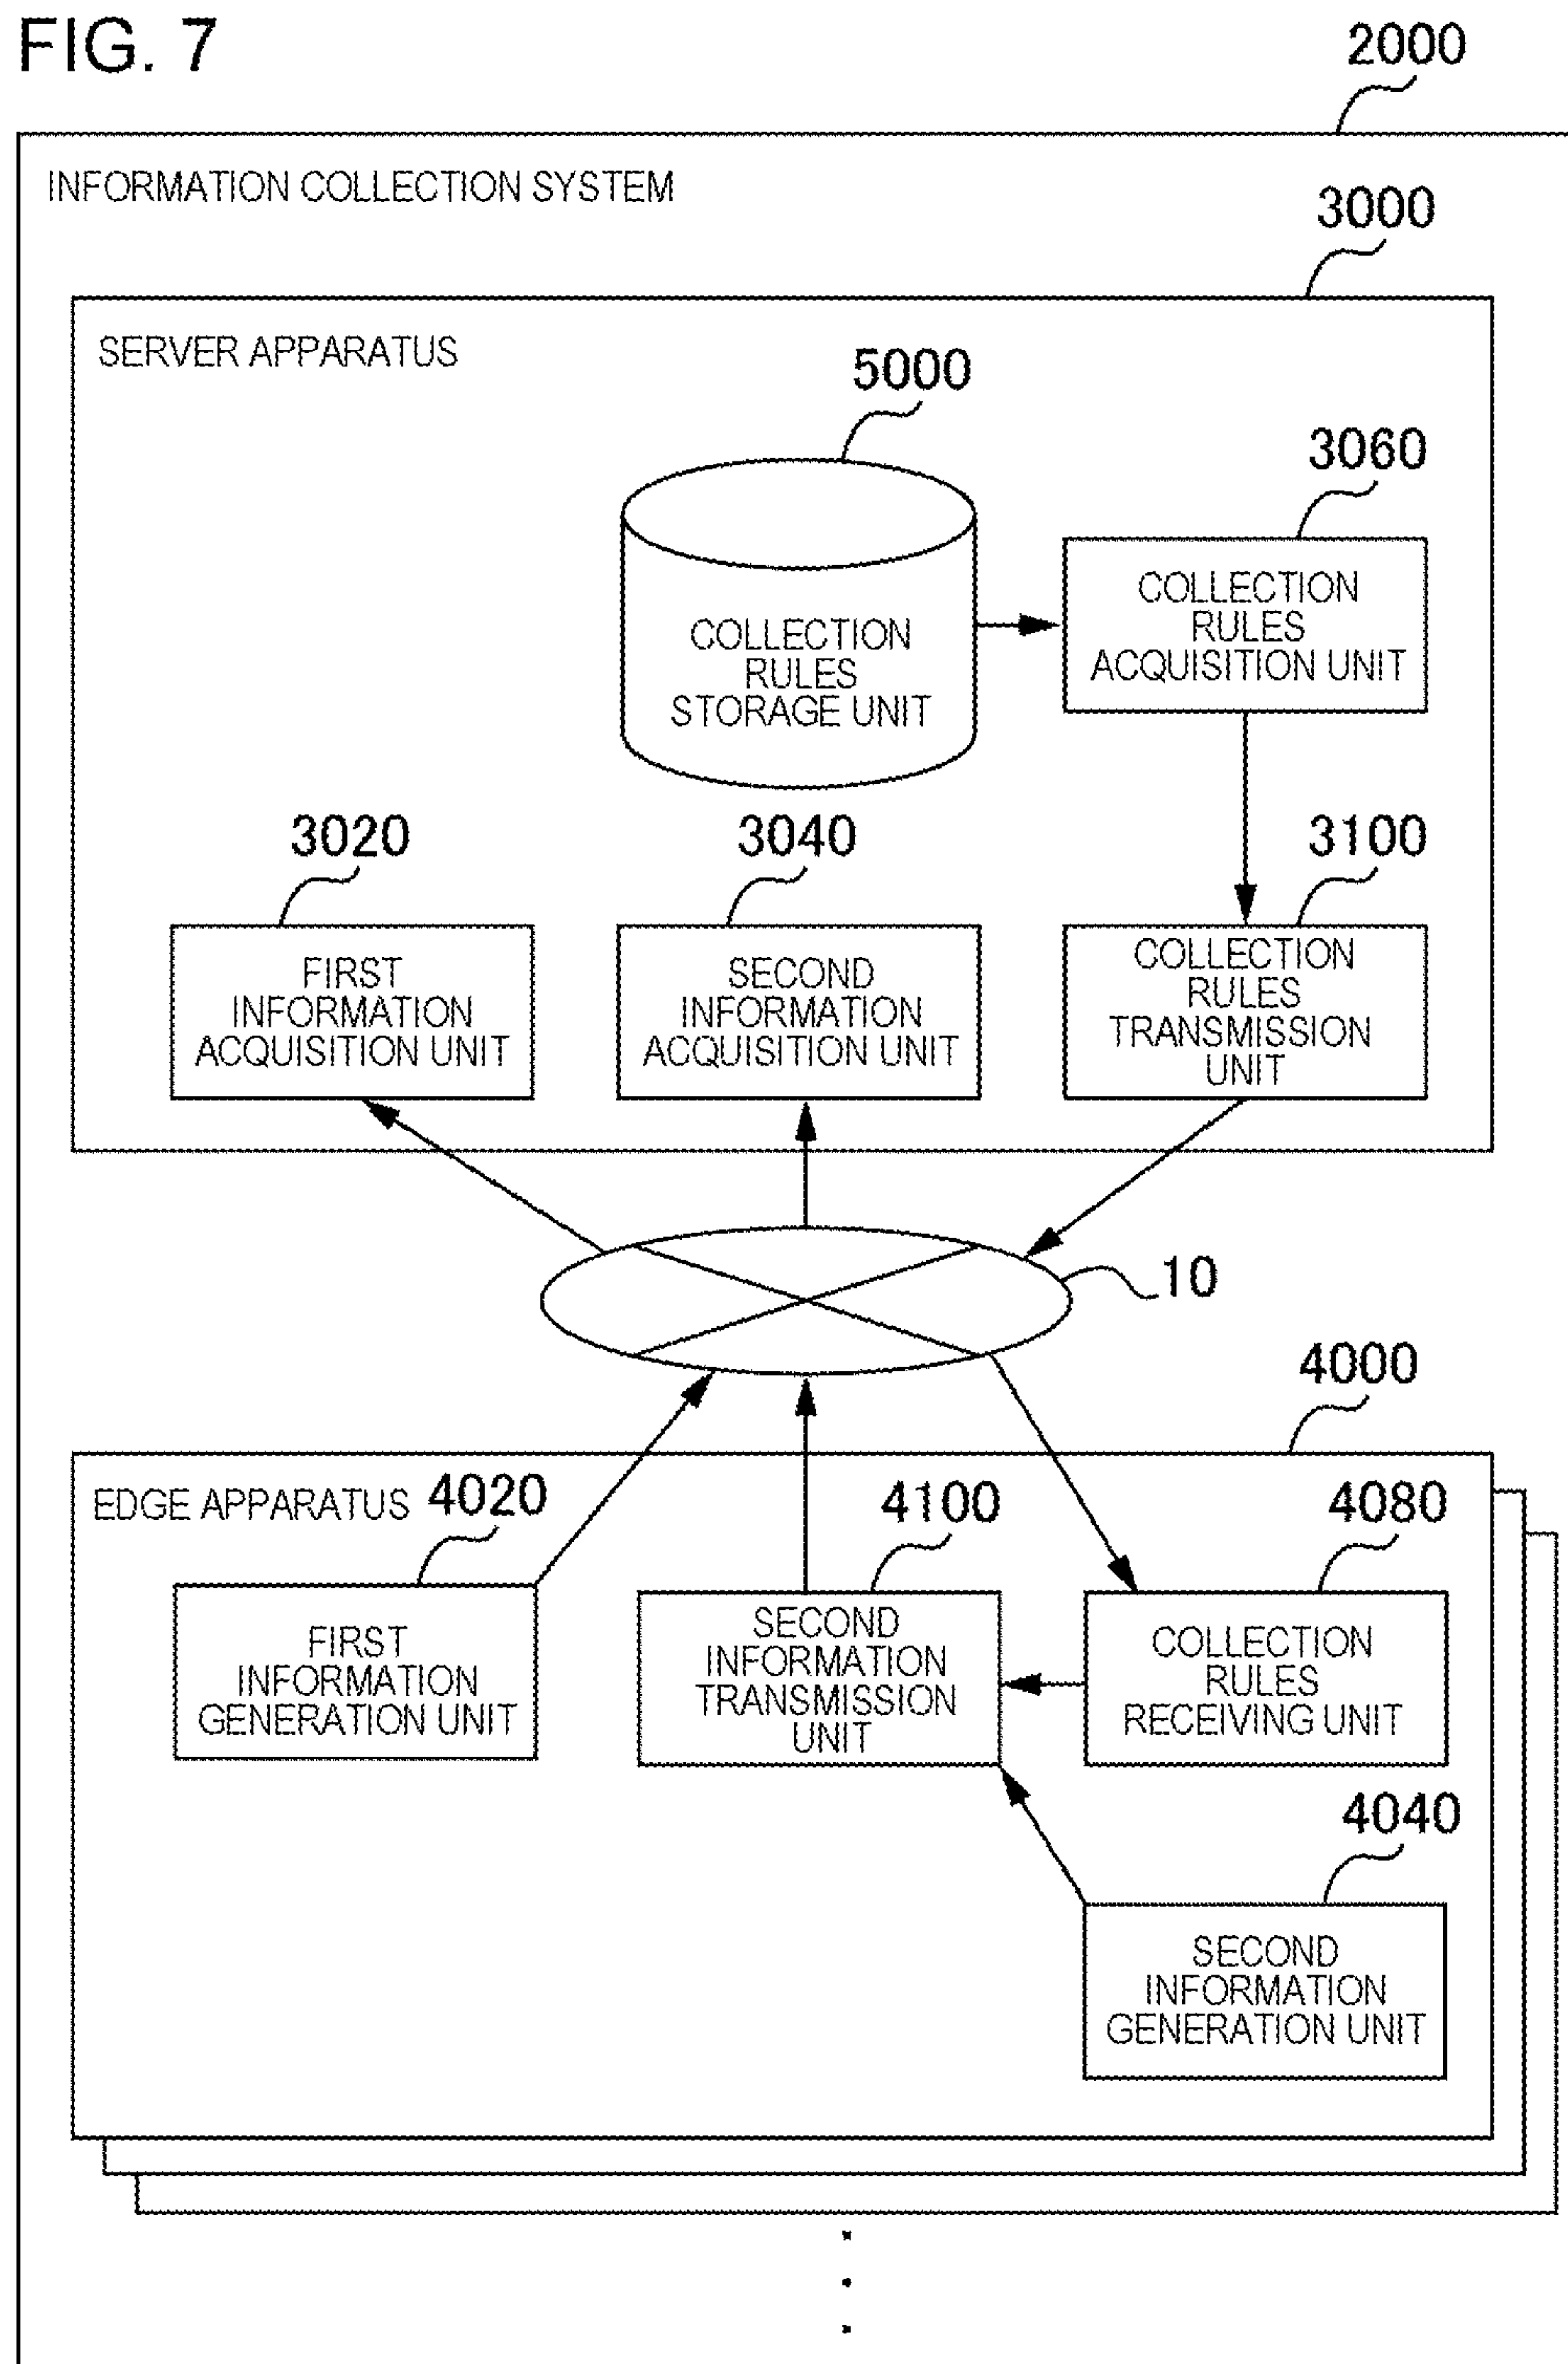 FIG. 7
2000
INFORMATION COLLECTION SYSTEM
3000
SERVER APPARATUS
5000
3060
COLLECTION
RULES
STORAGE UNIT
COLLECTION
RULES
ACQUISITION UNIT
3020
3040
3100
FIRST
INFORMATION
ACQUISITION UNIT
SECOND
INFORMATION
ACQUISITION UNIT
COLLECTION
RULES
TRANSMISSION
UNIT
10
4000
EDGE APPARATUS
4020
4100
4080
FIRST
INFORMATION
GENERATION UNIT
SECOND
INFORMATION
TRANSMISSION
UNIT
COLLECTION
RULES
RECEIVING UNIT
4040
SECOND
INFORMATION
GENERATION UNIT